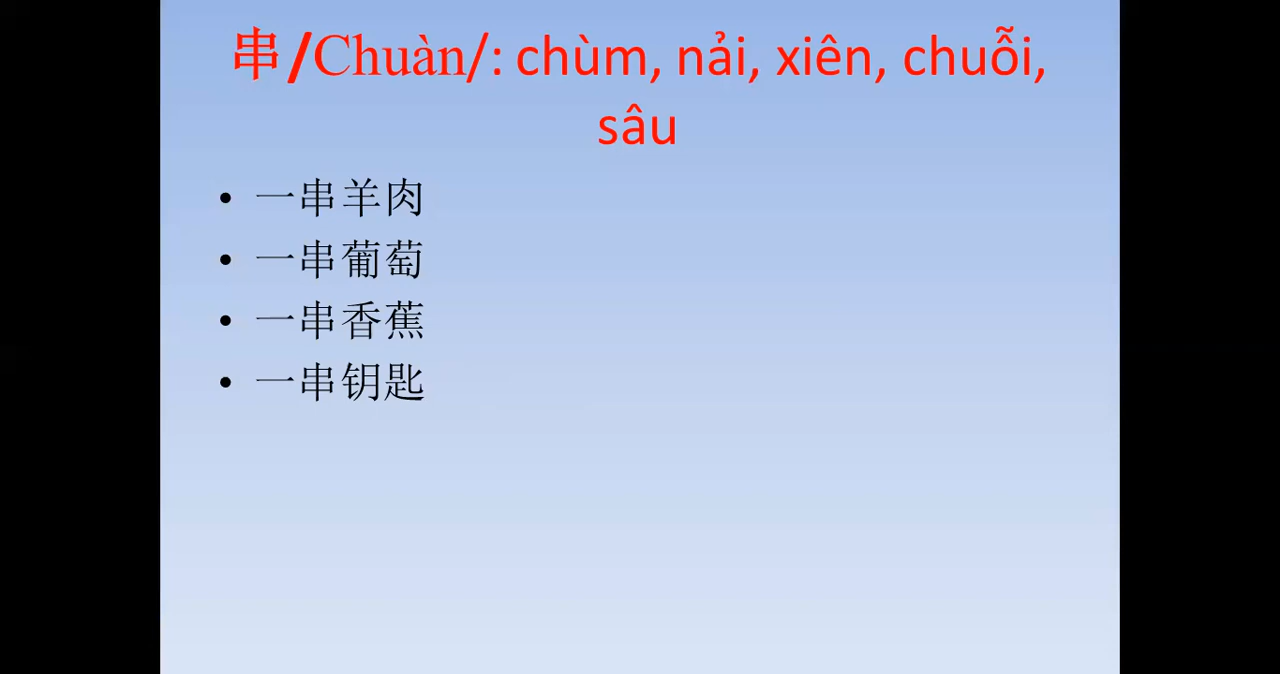 串/Chuàn/: chùm, nải, xiên, chuỗi,
sâu
• 一串羊肉
• 一串葡萄
• 一串香蕉
• 一串钥匙